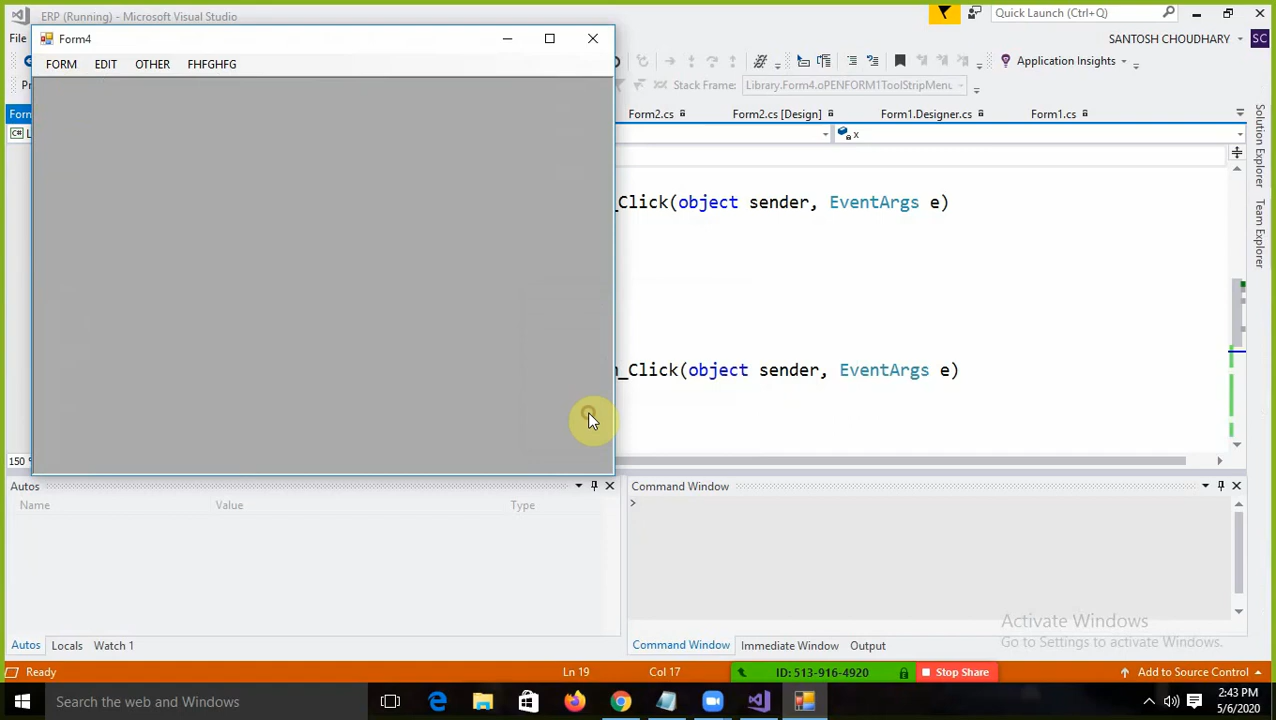 ERP (Running) - Microsoft Visual Studio
Quick Launch (Ctrl+Q)
Form4
File
SANTOSH CHOUDHARY
SC
FORM EDIT OTHER FHFGHFG
Application Insights
Stack Frame: Library.Form4.oPENFORM1ToolStripMenu
Form2.cs Form2.cs [Design] Form1.Designer.cs Form1.cs
x
Solution Explorer
Team Explorer
_Click(object sender, EventArgs e)
_Click(object sender, EventArgs e)
150
Autos
Command Window
Name Value Type
>
Activate Windows
Go to Settings to activate Windows.
Autos Locals Watch 1
Command Window Immediate Window Output
Ready
Ln 19
Col 17
ID: 513-916-4920
Stop Share
Add to Source Control
Search the web and Windows
2:43 PM
5/6/2020